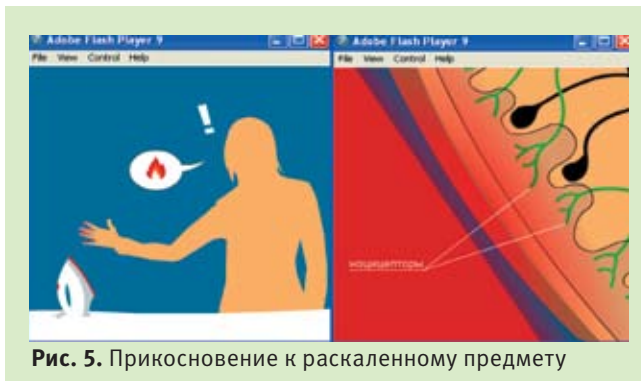 Adobe Flash Player 9
File View Control Help
Adobe Flash Player 9
File View Control Help
!
ноцицепторы
Рис. 5. Прикосновение к раскаленному предмету